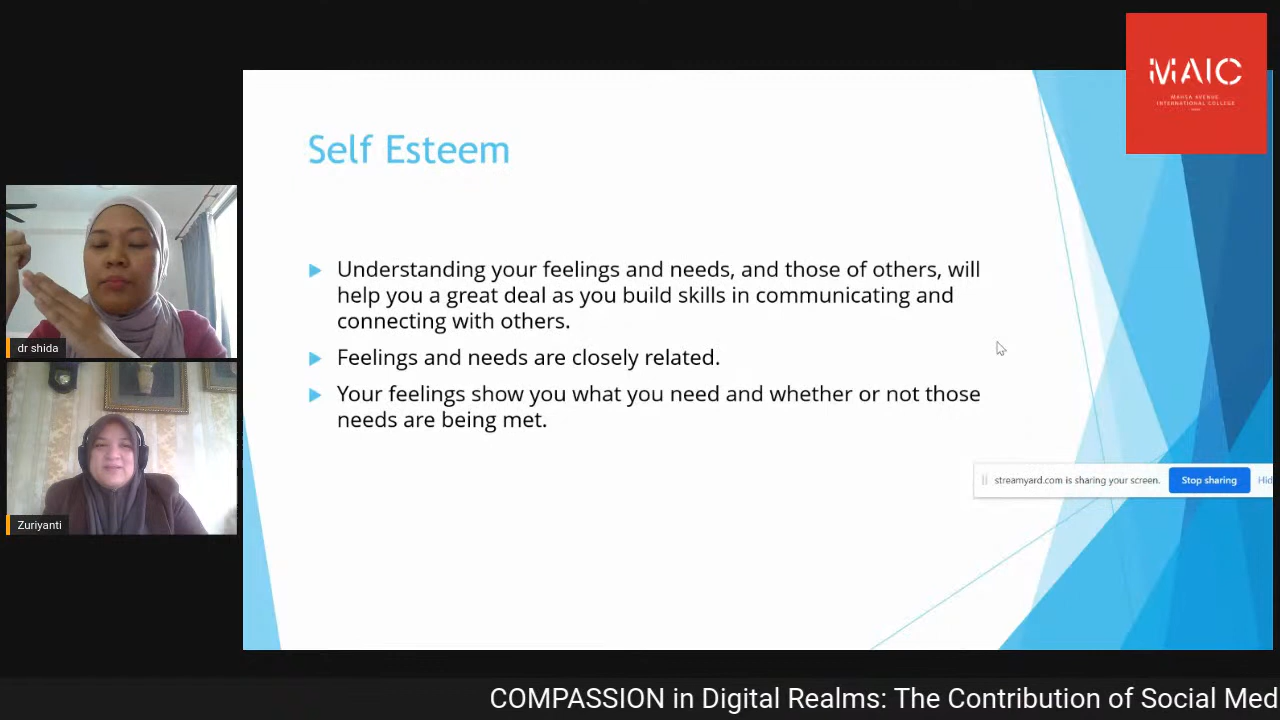 MAIC
MAHSA AVENUE
INTERNATIONAL COLLEGE
Self Esteem
Understanding your feelings and needs, and those of others, will
help you a great deal as you build skills in communicating and
connecting with others.
Feelings and needs are closely related.
Your feelings show you what you need and whether or not those
needs are being met.
dr shida
Zuriyanti
streamyard.com is sharing your screen.
Stop sharing
Hid
COMPASSION in Digital Realms: The Contribution of Social Med